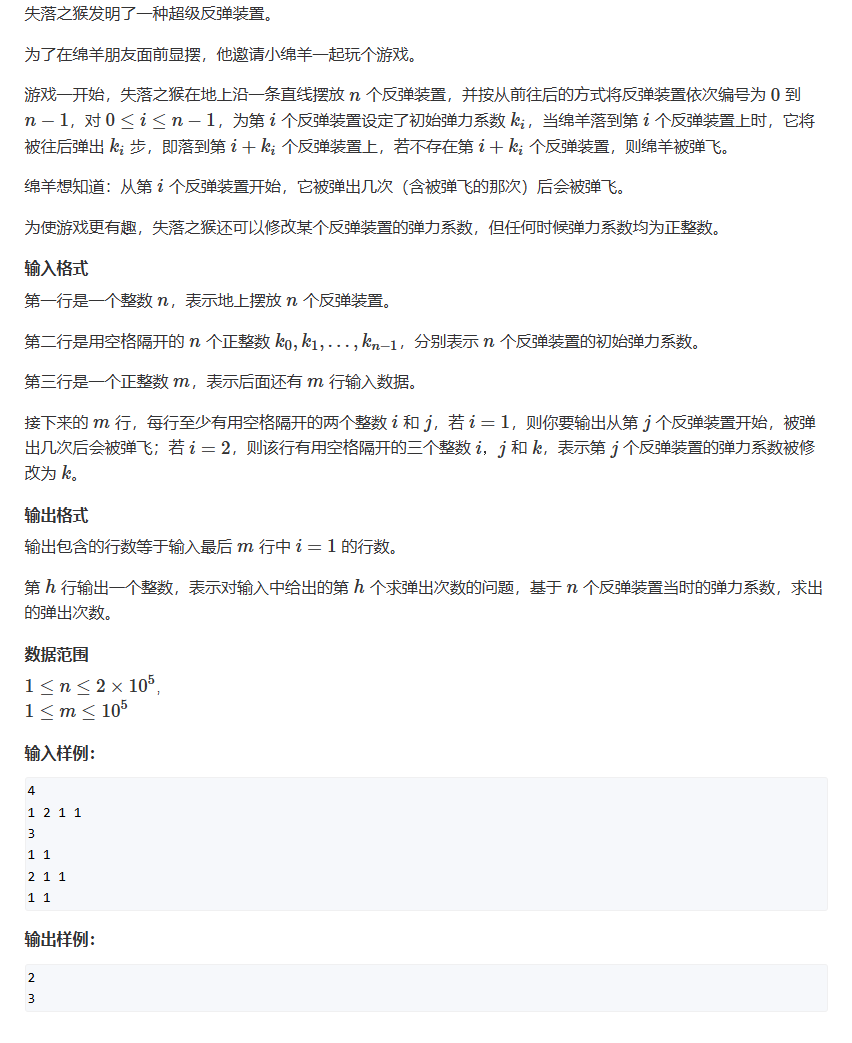 失落之猴发明了一种超级反弹装置。
为了在绵羊朋友面前显摆，他邀请小绵羊一起玩个游戏。
游戏一开始，失落之猴在地上沿一条直线摆放 n 个反弹装置，并按从前往后的方式将反弹装置依次编号为 0 到
n − 1，对 0 ≤ i ≤ n − 1，为第 i 个反弹装置设定了初始弹力系数 kᵢ，当绵羊落到第 i 个反弹装置上时，它将
被往后弹出 kᵢ 步，即落到第 i + kᵢ 个反弹装置上，若不存在第 i + kᵢ 个反弹装置，则绵羊被弹飞。
绵羊想知道：从第 i 个反弹装置开始，它被弹出几次（含被弹飞的那次）后会被弹飞。
为使游戏更有趣，失落之猴还可以修改某个反弹装置的弹力系数，但任何时候弹力系数均为正整数。
输入格式
第一行是一个整数 n，表示地上摆放 n 个反弹装置。
第二行是用空格隔开的 n 个正整数 k₀, k₁, . . . , kₙ₋₁，分别表示 n 个反弹装置的初始弹力系数。
第三行是一个正整数 m，表示后面还有 m 行输入数据。
接下来的 m 行，每行至少有用空格隔开的两个整数 i 和 j，若 i = 1，则你要输出从第 j 个反弹装置开始，被弹
出几次后会被弹飞；若 i = 2，则该行有用空格隔开的三个整数 i，j 和 k，表示第 j 个反弹装置的弹力系数被修
改为 k。
输出格式
输出包含的行数等于输入最后 m 行中 i = 1 的行数。
第 h 行输出一个整数，表示对输入中给出的第 h 个求弹出次数的问题，基于 n 个反弹装置当时的弹力系数，求出
的弹出次数。
数据范围
1 ≤ n ≤ 2 × 10⁵,
1 ≤ m ≤ 10⁵
输入样例：
4
1 2 1 1
3
1 1
2 1 1
1 1
输出样例：
2
3